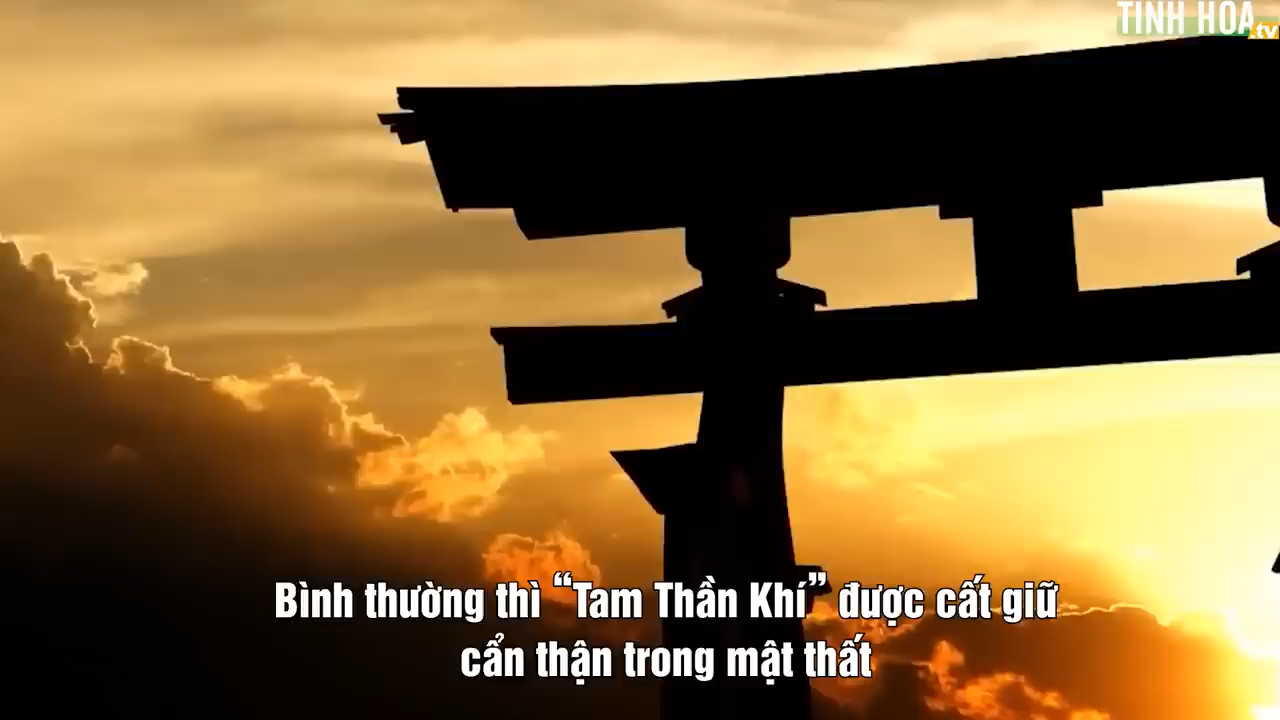 TINH HOA
.tv
Bình thường thì “Tam Thần Khí” được cất giữ
cẩn thận trong mật thất